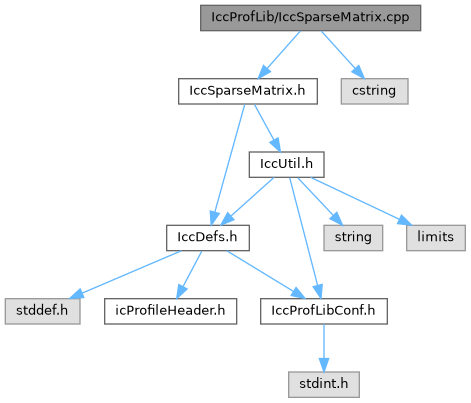 IccProfLib/IccSparseMatrix.cpp
IccSparseMatrix.h
cstring
IccUtil.h
IccDefs.h
string
limits
stddef.h
icProfileHeader.h
IccProfLibConf.h
stdint.h